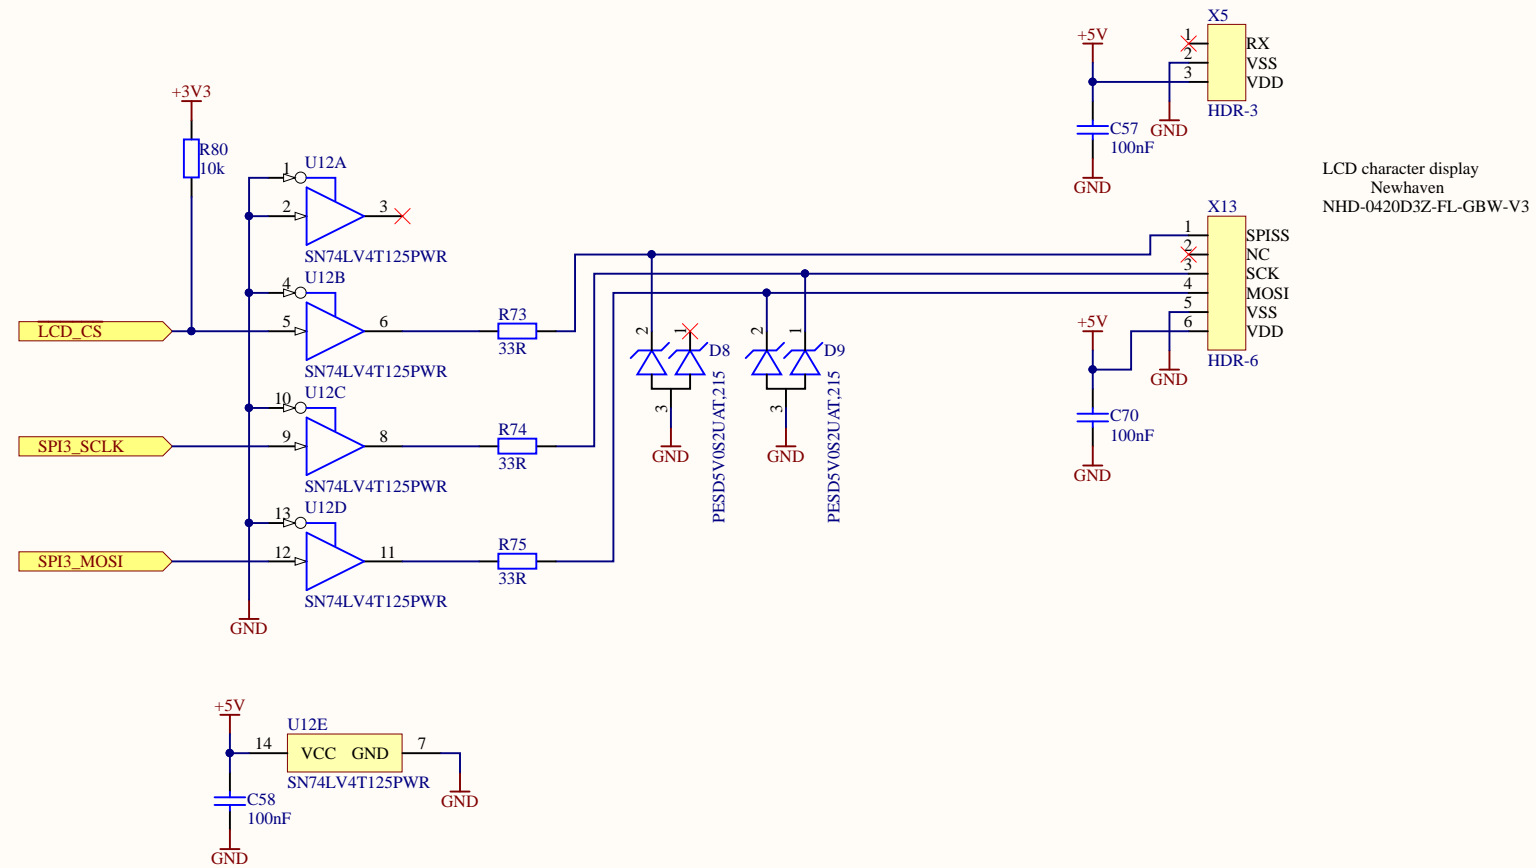 X5
+5V
1
RX
2
VSS
3
VDD
HDR-3
C57
100nF
GND
GND
+3V3
R80
10k
LCD character display
Newhaven
NHD-0420D3Z-FL-GBW-V3
U12A
1
2
3
SN74LV4T125PWR
U12B
4
LCD_CS
5
6
SN74LV4T125PWR
R73
33R
U12C
10
SPI3_SCLK
9
8
SN74LV4T125PWR
R74
33R
U12D
13
SPI3_MOSI
12
11
SN74LV4T125PWR
R75
33R
GND
2
1
D8
3
PESD5V0S2UAT,215
GND
2
1
D9
3
PESD5V0S2UAT,215
GND
X13
1
SPISS
2
NC
3
SCK
4
MOSI
5
VSS
6
VDD
HDR-6
+5V
GND
C70
100nF
GND
+5V
U12E
14
VCC GND
7
SN74LV4T125PWR
C58
100nF
GND
GND